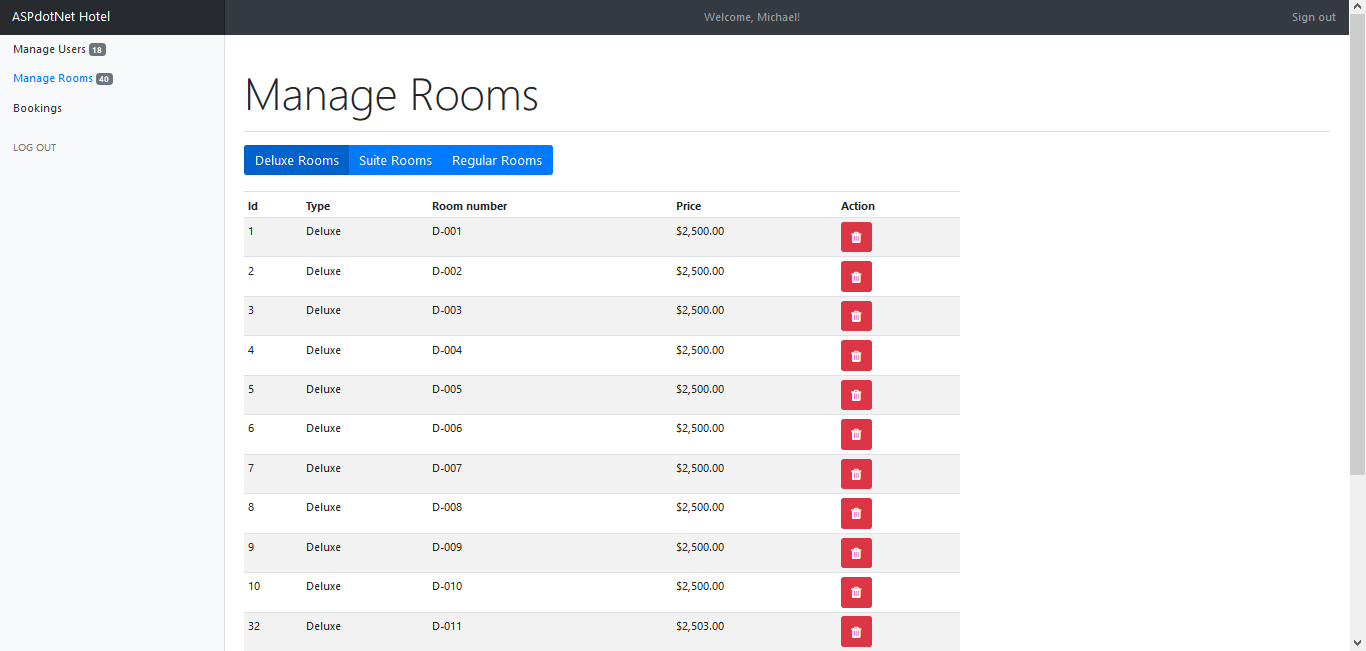 ASPdotNet Hotel
Welcome, Michael!
Sign out
Manage Users 18
Manage Rooms 40
Bookings
LOG OUT
Manage Rooms
Deluxe Rooms Suite Rooms Regular Rooms
Id Type Room number Price Action
1 Deluxe D-001 $2,500.00
2 Deluxe D-002 $2,500.00
3 Deluxe D-003 $2,500.00
4 Deluxe D-004 $2,500.00
5 Deluxe D-005 $2,500.00
6 Deluxe D-006 $2,500.00
7 Deluxe D-007 $2,500.00
8 Deluxe D-008 $2,500.00
9 Deluxe D-009 $2,500.00
10 Deluxe D-010 $2,500.00
32 Deluxe D-011 $2,503.00